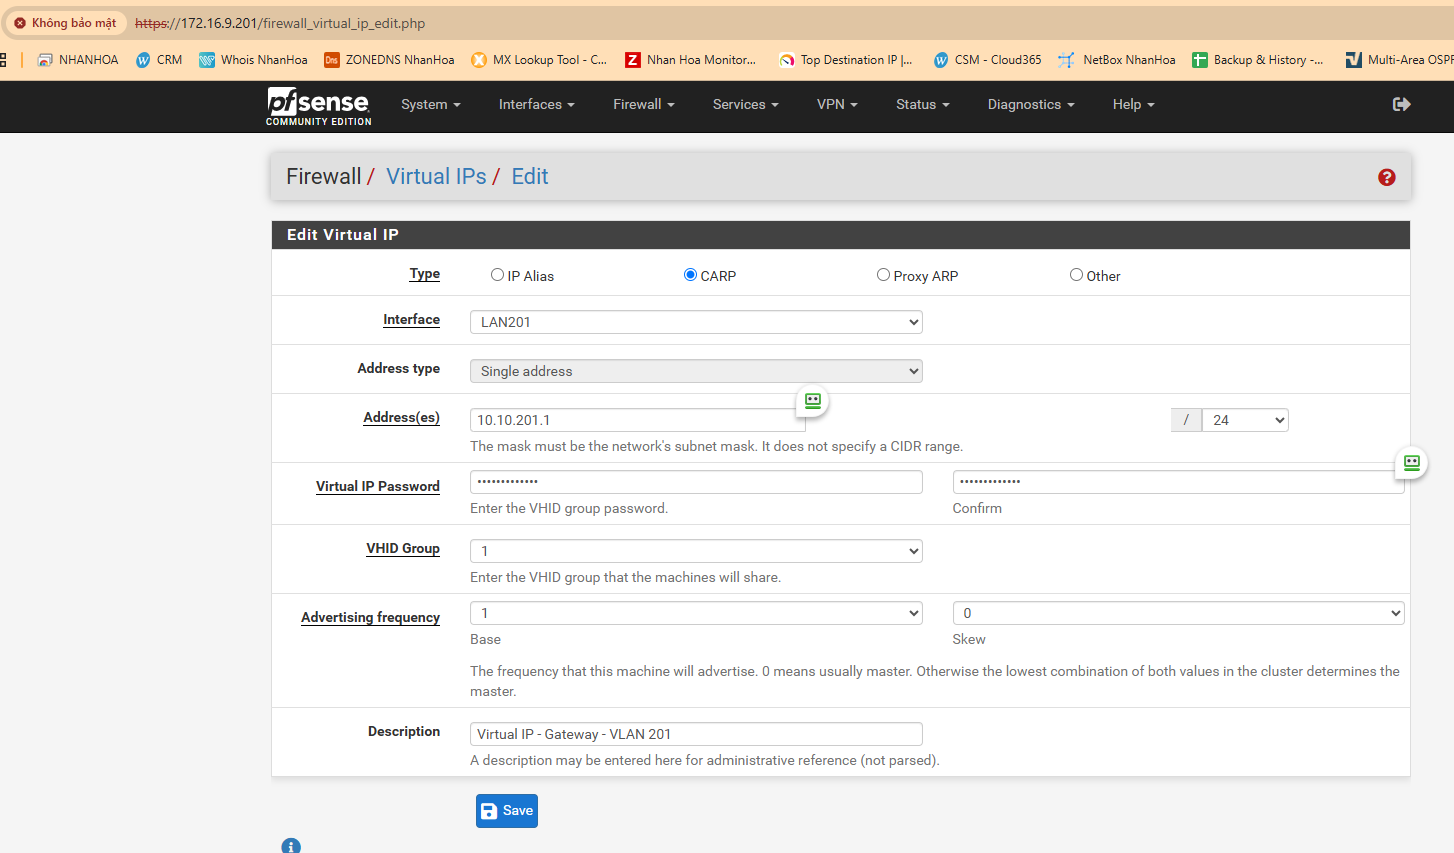 Không bảo mật https://172.16.9.201/firewall_virtual_ip_edit.php
NHANHOA CRM Whois NhanHoa Dns ZONEDNS NhanHoa MX Lookup Tool - C... Z Nhan Hoa Monitor... Top Destination IP |... CSM - Cloud365 NetBox NhanHoa Backup & History -... Multi-Area OSPF
pfsense COMMUNITY EDITION System Interfaces Firewall Services VPN Status Diagnostics Help
Firewall / Virtual IPs / Edit
Edit Virtual IP
Type IP Alias CARP Proxy ARP Other
Interface LAN201
Address type Single address
Address(es) 10.10.201.1 / 24
The mask must be the network's subnet mask. It does not specify a CIDR range.
Virtual IP Password ••••••••••••• •••••••••••••
Enter the VHID group password. Confirm
VHID Group 1
Enter the VHID group that the machines will share.
Advertising frequency 1 0
Base Skew
The frequency that this machine will advertise. 0 means usually master. Otherwise the lowest combination of both values in the cluster determines the
master.
Description Virtual IP - Gateway - VLAN 201
A description may be entered here for administrative reference (not parsed).
Save